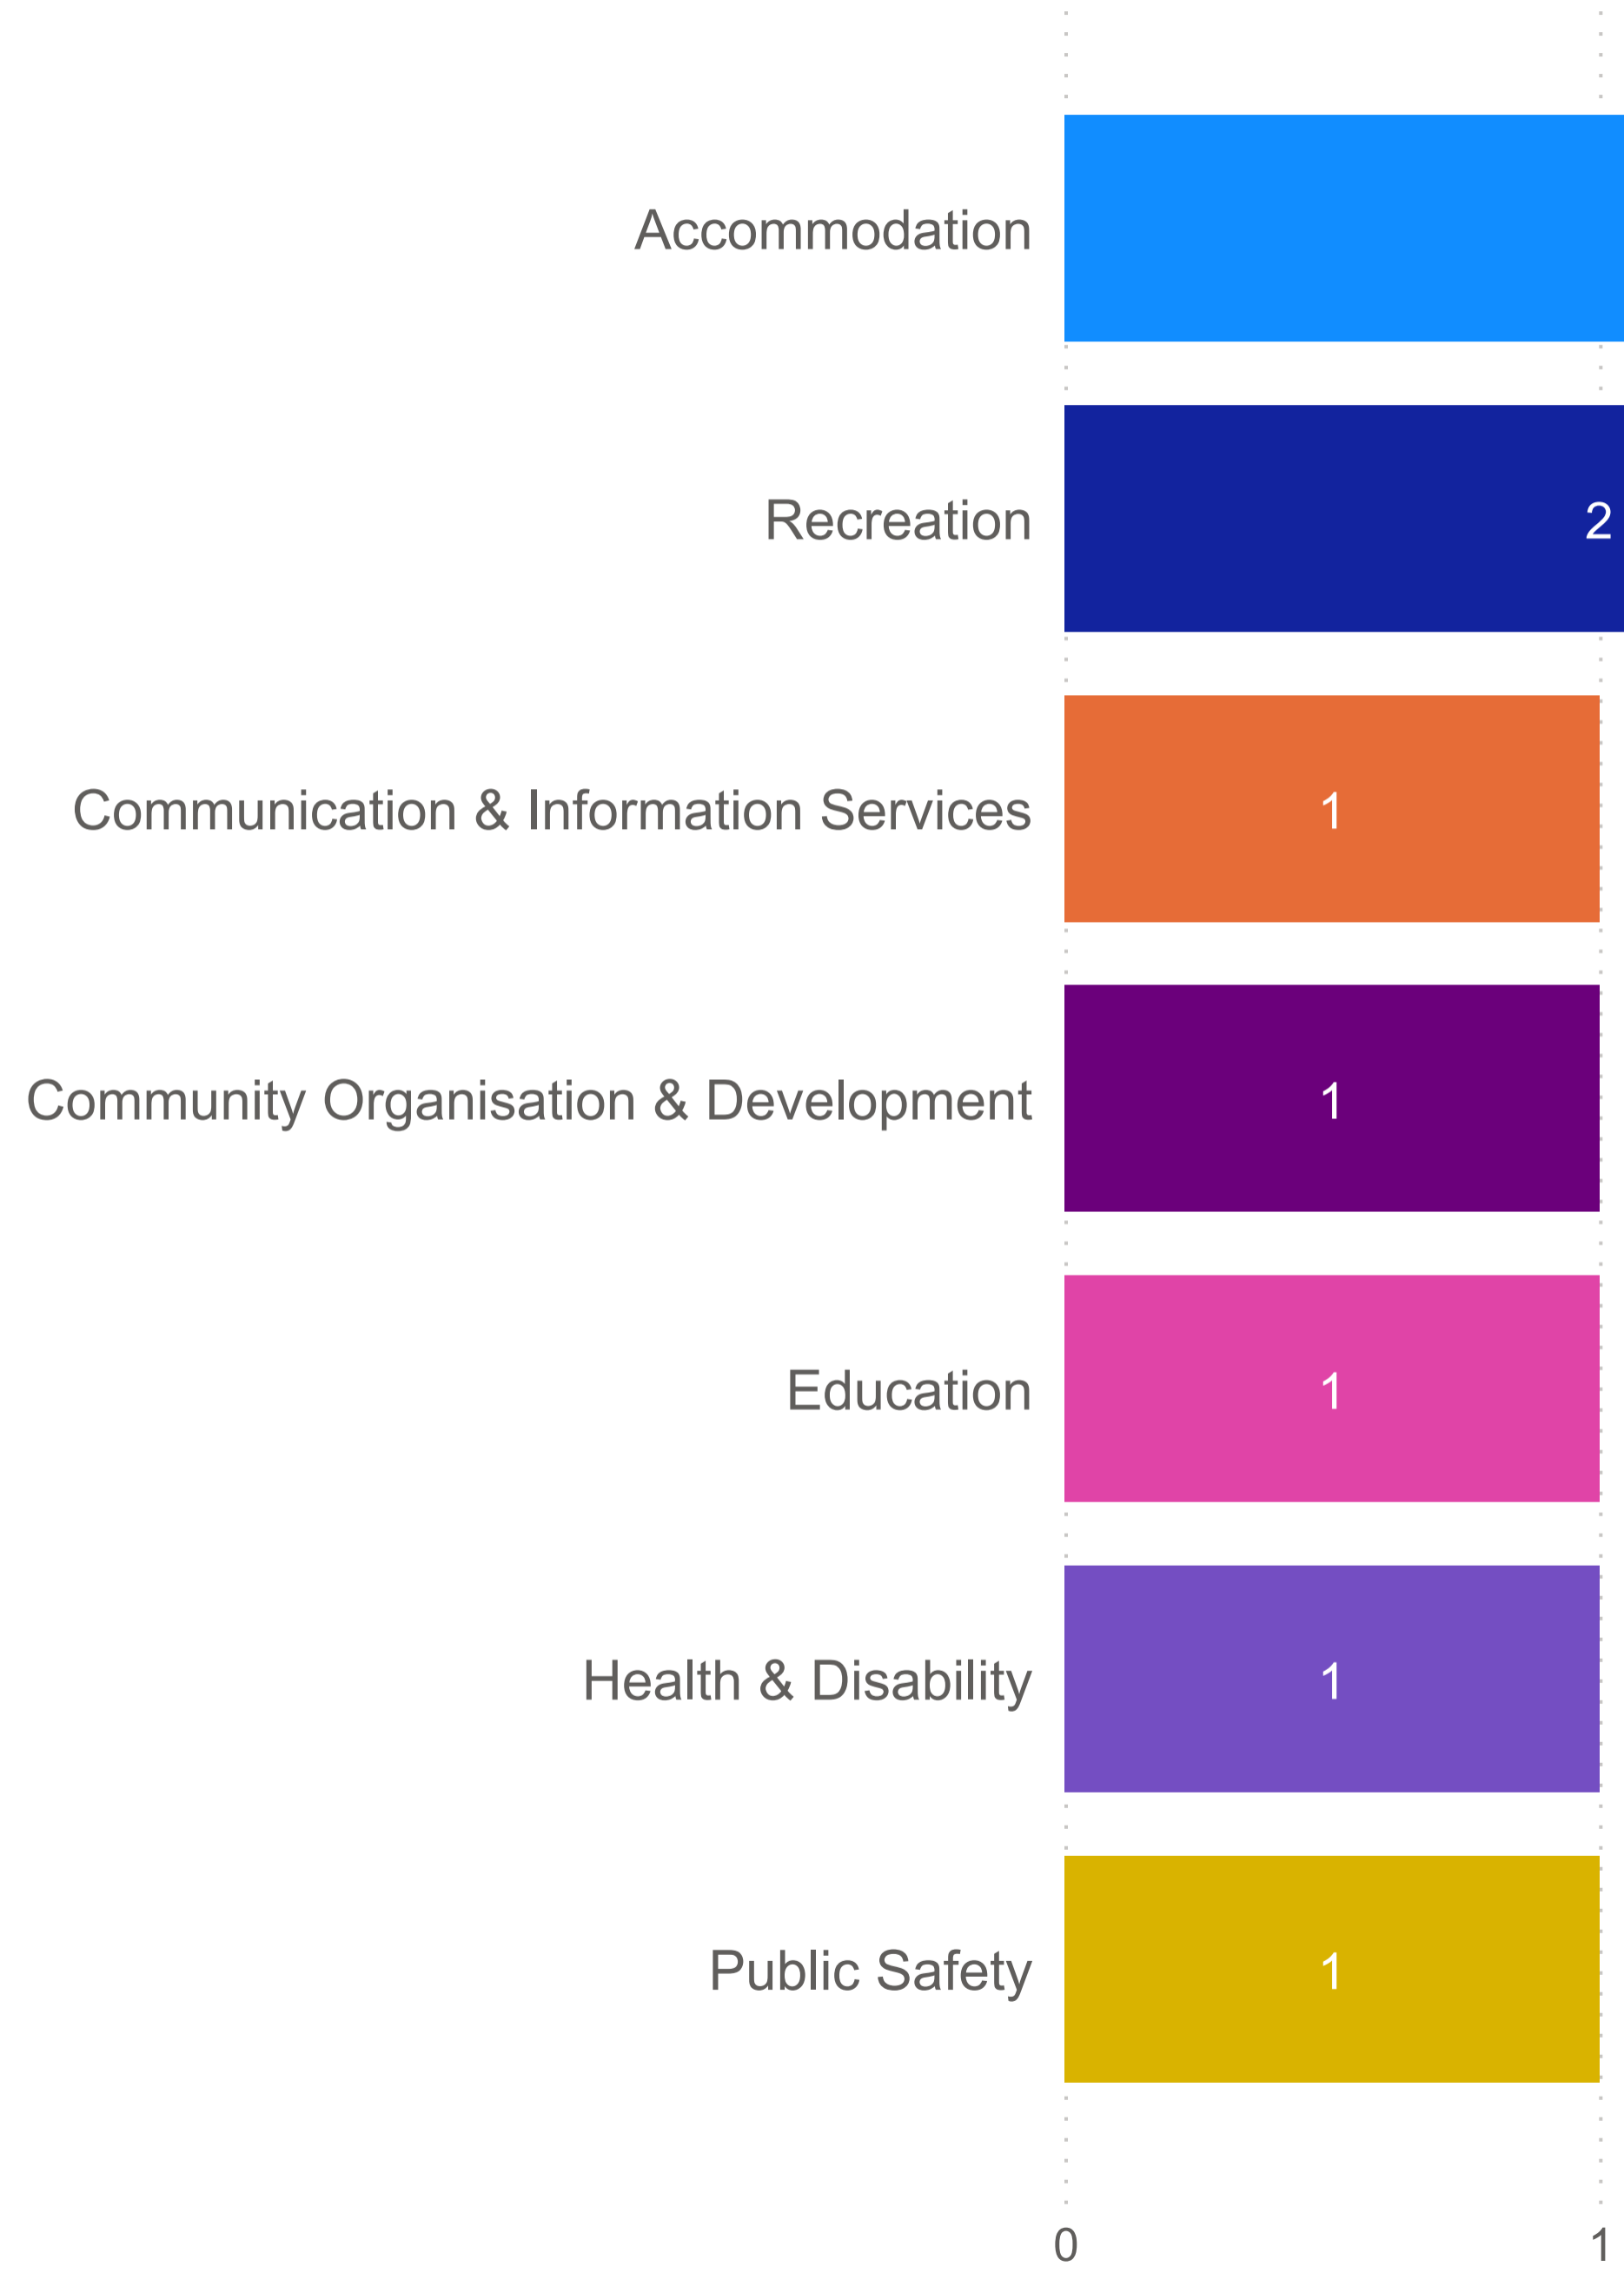 Accommodation
Recreation 2
Communication & Information Services 1
Community Organisation & Development 1
Education 1
Health & Disability 1
Public Safety 1
0 1